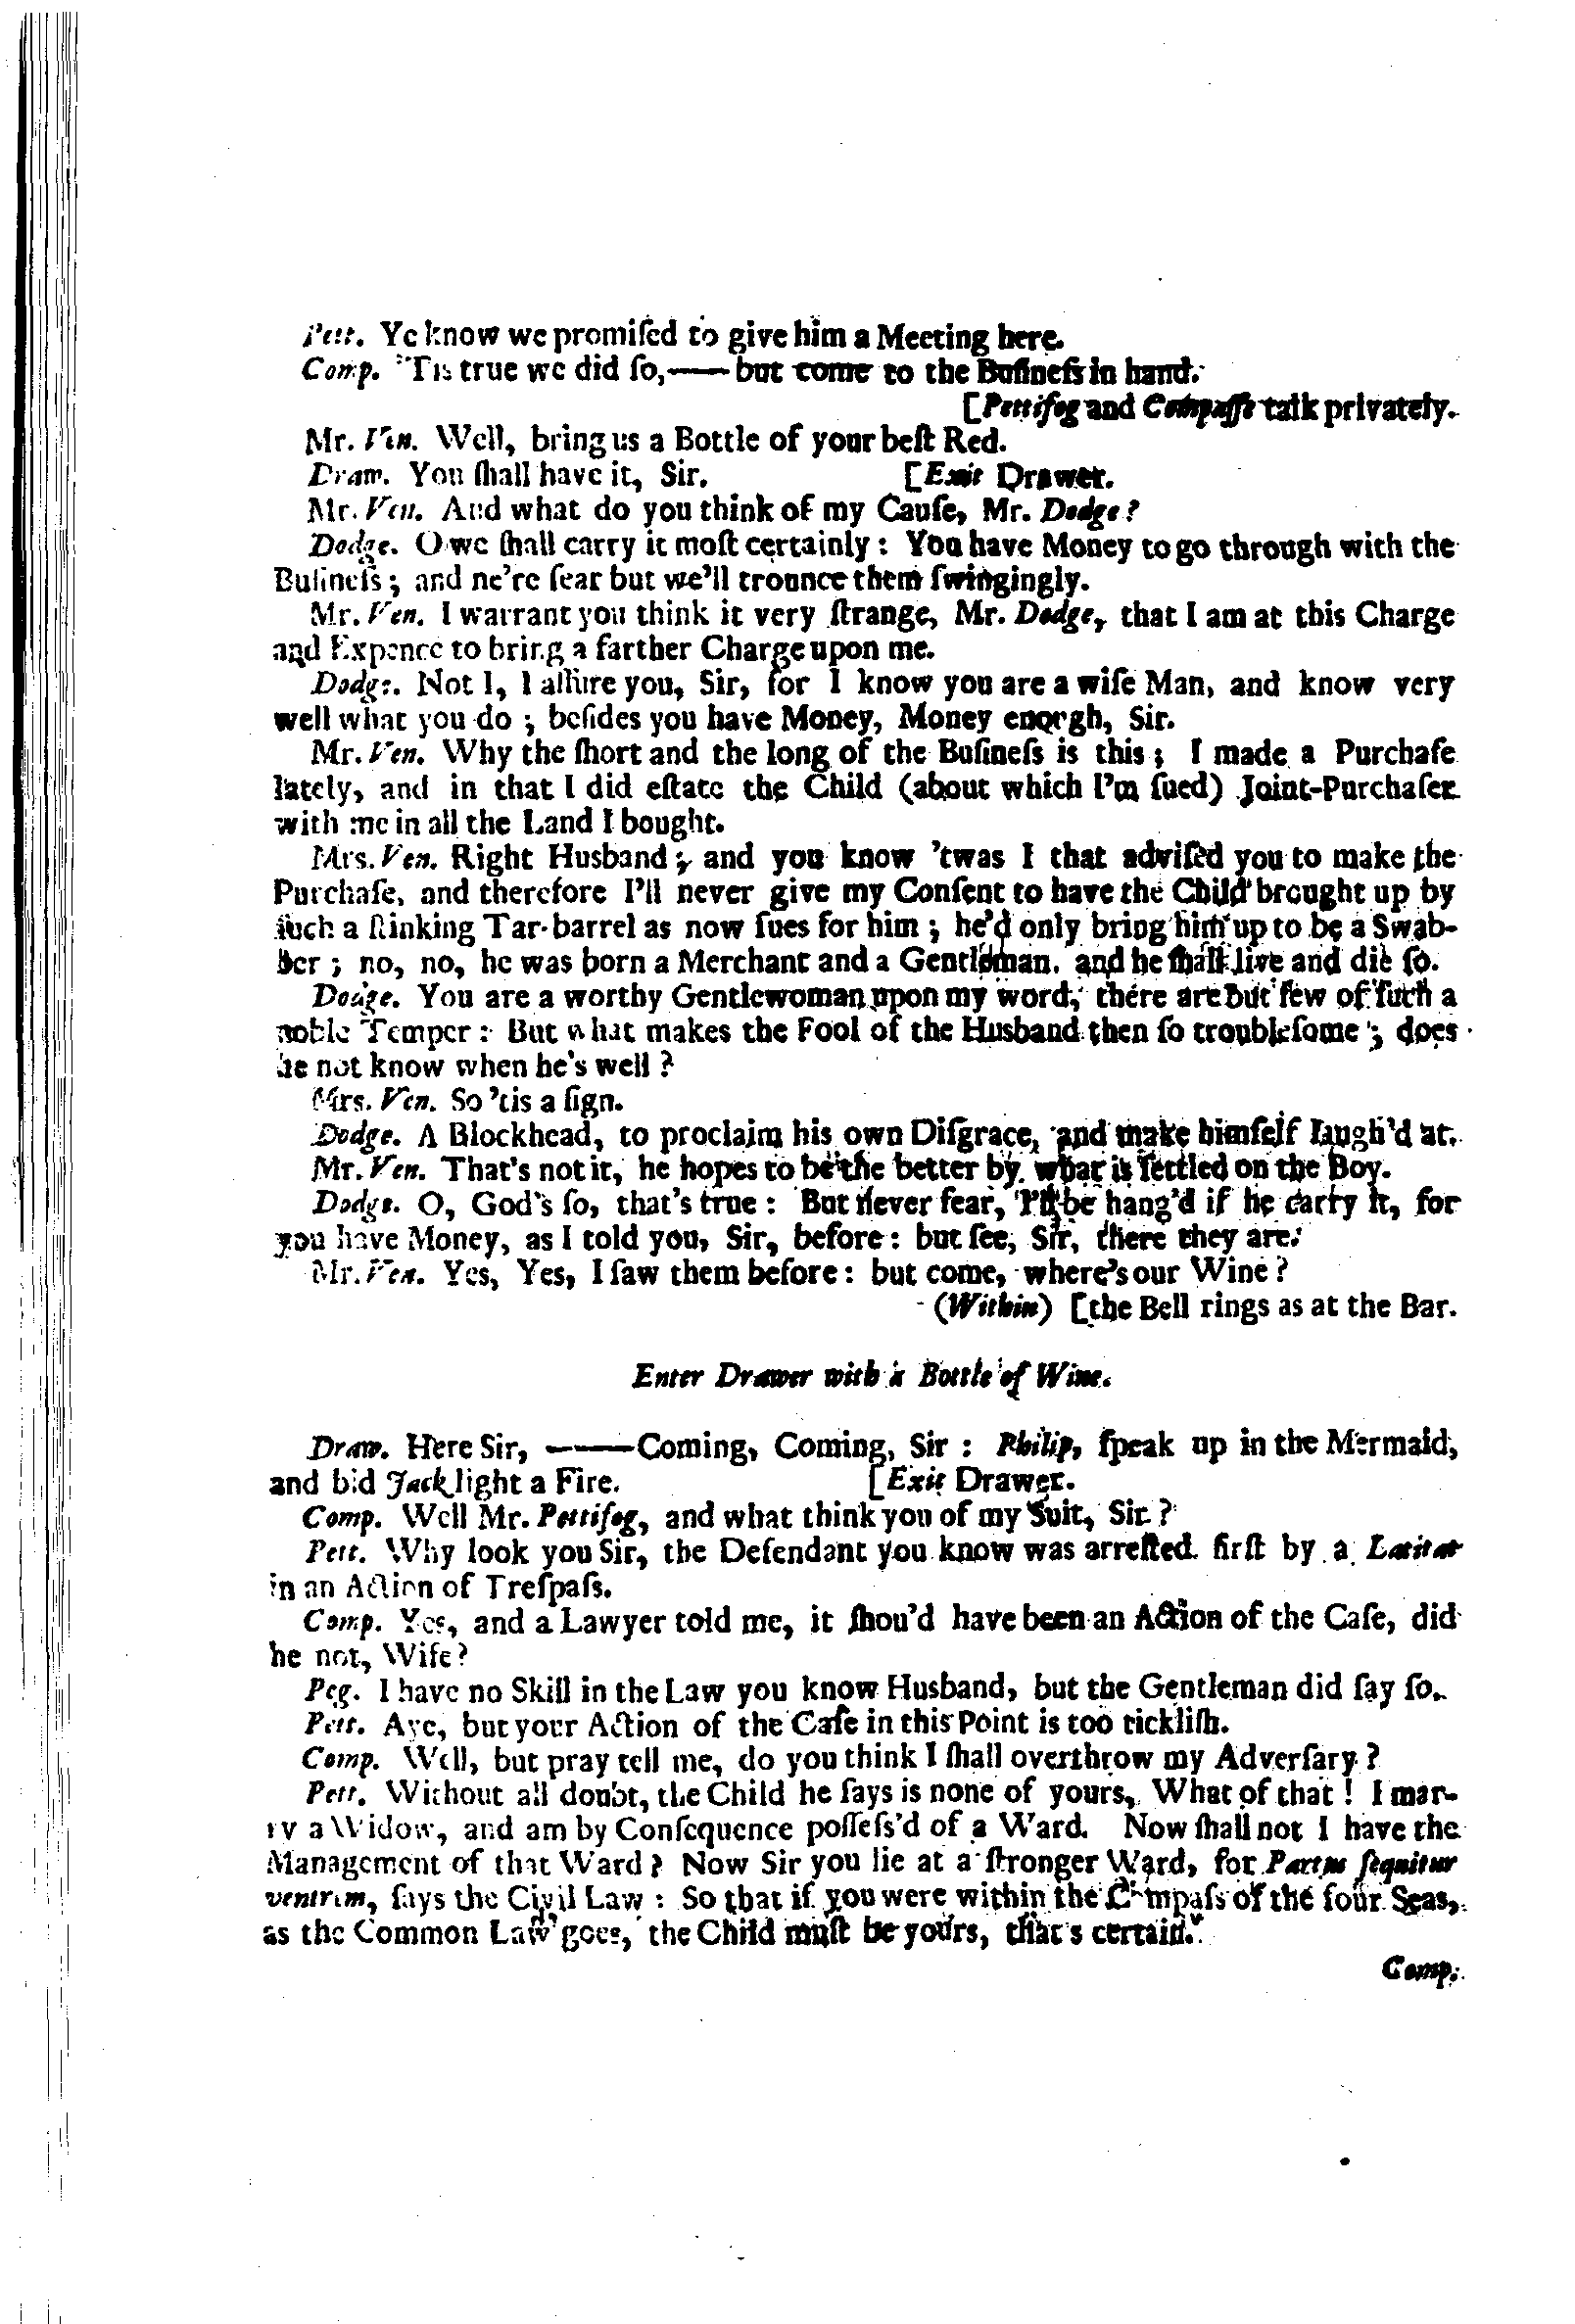 Pett. Ye know we promiſed to give him a Meeting here.
Comp. 'Tis true we did ſo,—— but come to the Buſineſs in hand.
[Pettifog and Compaſſe talk privately.
Mr. Ven. Well, bring us a Bottle of your beſt Red.
Draw. You ſhall have it, Sir. [Exit Drawer.
Mr. Ven. And what do you think of my Cauſe, Mr. Dodge?
Dodge. O we ſhall carry it moſt certainly: You have Money to go through with the
Buſineſs; and ne're fear but we'll trounce them ſwingingly.
Mr. Ven. I warrant you think it very ſtrange, Mr. Dodge, that I am at this Charge
and Expence to bring a farther Charge upon me.
Dodge. Not I, I aſſure you, Sir, for I know you are a wiſe Man, and know very
well what you do; beſides you have Money, Money enough, Sir.
Mr. Ven. Why the ſhort and the long of the Buſineſs is this; I made a Purchaſe
lately, and in that I did eſtate the Child (about which I'm ſued) Joint-Purchaſer
with me in all the Land I bought.
Mrs. Ven. Right Husband; and you know 'twas I that adviſed you to make the
Purchaſe, and therefore I'll never give my Conſent to have the Child brought up by
ſuch a ſtinking Tar-barrel as now ſues for him; he'd only bring him up to be a Swab-
ber; no, no, he was born a Merchant and a Gentleman. and he ſhall live and die ſo.
Dodge. You are a worthy Gentlewoman upon my word, there are but few of ſuch a
noble Temper: But what makes the Fool of the Husband then ſo troubleſome; does
he not know when he's well?
Mrs. Ven. So 'tis a ſign.
Dodge. A Blockhead, to proclaim his own Diſgrace, and make himſelf laugh'd at.
Mr. Ven. That's not it, he hopes to be the better by what is ſettled on the Boy.
Dodge. O, God's ſo, that's true: But never fear, I'll be hang'd if he carry it, for
you have Money, as I told you, Sir, before: but ſee, Sir, there they are.
Mr. Ven. Yes, Yes, I ſaw them before: but come, where's our Wine?
(Within) [the Bell rings as at the Bar.
Enter Drawer with a Bottle of Wine.
Draw. Here Sir, ——— Coming, Coming, Sir: Philip, ſpeak up in the Mermaid,
and bid Jack light a Fire. [Exit Drawer.
Comp. Well Mr. Pettifog, and what think you of my Suit, Sir?
Pett. Why look you Sir, the Defendant you know was arreſted firſt by a Latitat
in an Action of Treſpaſs.
Comp. Yes, and a Lawyer told me, it ſhou'd have been an Action of the Caſe, did
he not, Wife?
Peg. I have no Skill in the Law you know Husband, but the Gentleman did ſay ſo.
Pett. Aye, but your Action of the Caſe in this Point is too tickliſh.
Comp. Well, but pray tell me, do you think I ſhall overthrow my Adverſary?
Pett. Without all doubt, the Child he ſays is none of yours, What of that! I mar-
ry a Widow, and am by Conſequence poſſeſs'd of a Ward. Now ſhall not I have the
Management of that Ward? Now Sir you lie at a ſtronger Ward, for Partus ſequitur
ventrem, ſays the Civil Law: So that if you were within the Compaſs of the four Seas,
as the Common Law goes, the Child muſt be yours, that's certain.
Comp.